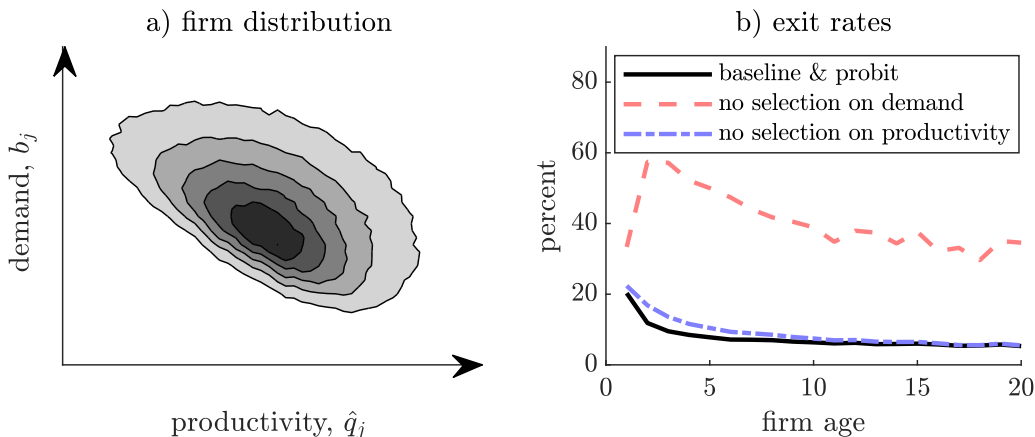 a) firm distribution
demand, b_j
productivity, q̂_j
b) exit rates
percent
80
60
40
20
0
baseline & probit
no selection on demand
no selection on productivity
0 5 10 15 20
firm age